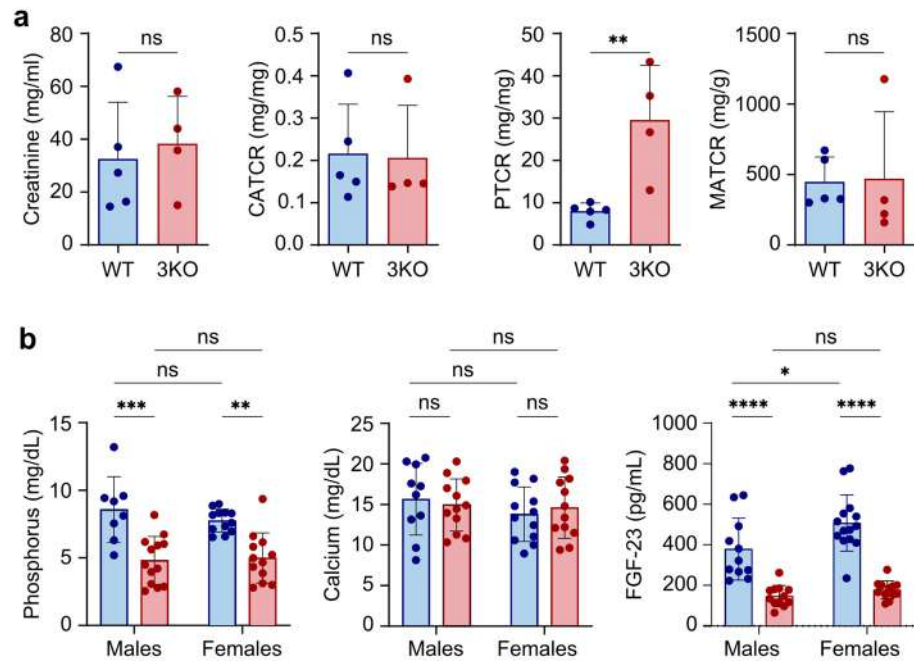 a
Creatinine (mg/ml)
80
60
40
20
0
ns
WT 3KO
CATCR (mg/mg)
0.5
0.4
0.3
0.2
0.1
0.0
ns
WT 3KO
PTCR (mg/mg)
50
40
30
20
10
0
**
WT 3KO
MATCR (mg/g)
1500
1000
500
0
ns
WT 3KO
b
Phosphorus (mg/dL)
15
10
5
0
ns
ns
*** **
Males Females
Calcium (mg/dL)
25
20
15
10
5
0
ns
ns
ns ns
Males Females
FGF-23 (pg/mL)
1000
800
600
400
200
0
ns
*
**** ****
Males Females